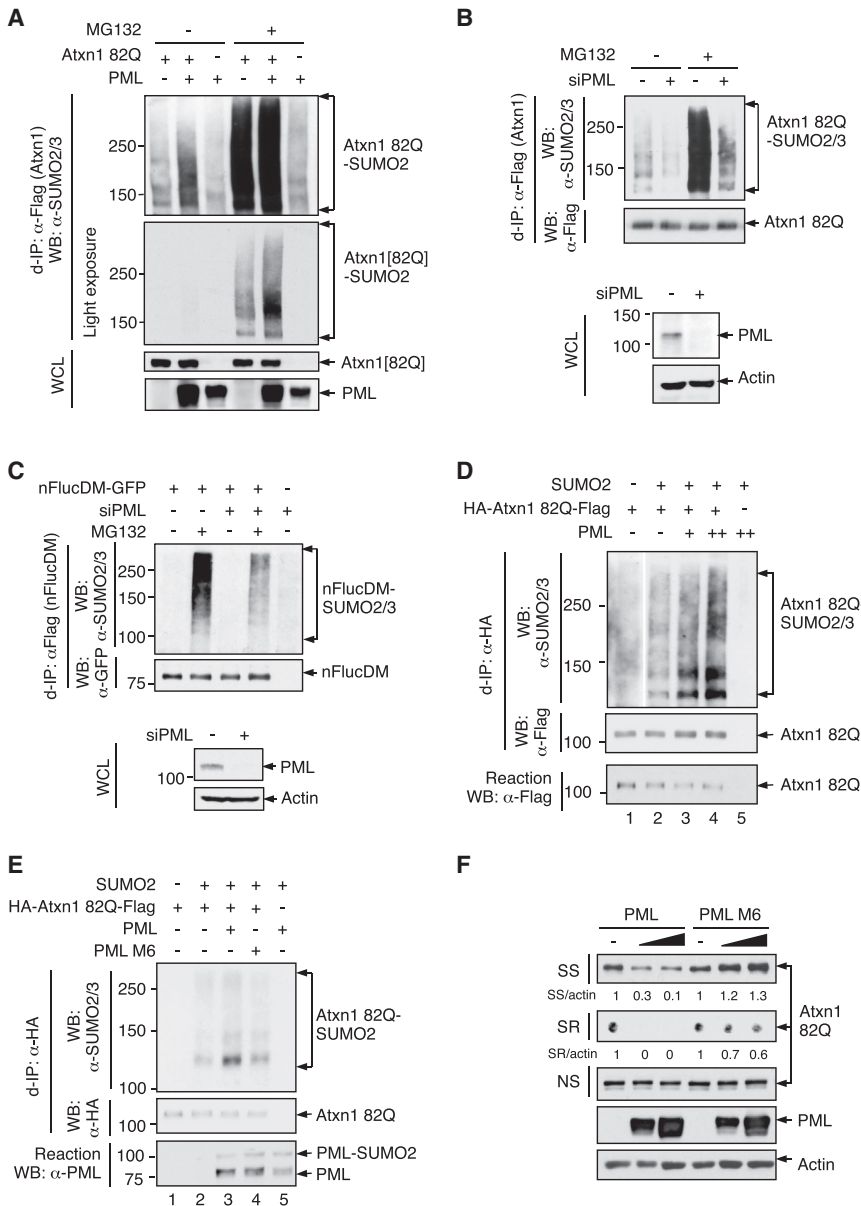 A
MG132 - +
Atxn1 82Q + + - + + -
PML - + + - + +
d-IP: α-Flag (Atxn1)
WB: α-SUMO2/3
250
150
Atxn1 82Q
-SUMO2
Light exposure
250
150
Atxn1[82Q]
-SUMO2
WCL
Atxn1[82Q]
PML
B
MG132 - +
siPML - + - +
d-IP: α-Flag (Atxn1)
WB:
α-SUMO2/3
250
150
Atxn1 82Q
-SUMO2/3
WB:
α-Flag
Atxn1 82Q
siPML - +
WCL
150
100
PML
Actin
C
nFlucDM-GFP + + + + -
siPML - - + + +
MG132 - + - + -
d-IP: αFlag (nFlucDM)
WB:
α-SUMO2/3
250
150
100
nFlucDM-
SUMO2/3
WB:
α-GFP
75
nFlucDM
siPML - +
WCL
100
PML
Actin
D
SUMO2 - + + + +
HA-Atxn1 82Q-Flag + + + + -
PML - - + ++ ++
d-IP: α-HA
WB:
α-SUMO2/3
250
150
Atxn1 82Q
SUMO2/3
WB:
α-Flag
100
Atxn1 82Q
Reaction
WB: α-Flag
100
Atxn1 82Q
1 2 3 4 5
E
SUMO2 - + + + +
HA-Atxn1 82Q-Flag + + + + -
PML - - + - +
PML M6 - - - + -
d-IP: α-HA
WB:
α-SUMO2/3
250
150
100
Atxn1 82Q-
SUMO2
WB:
α-HA
100
Atxn1 82Q
Reaction
WB: α-PML
100
75
PML-SUMO2
PML
1 2 3 4 5
F
PML PML M6
- -
SS
SS/actin 1 0.3 0.1 1 1.2 1.3
SR
SR/actin 1 0 0 1 0.7 0.6
NS
Atxn1
82Q
PML
Actin